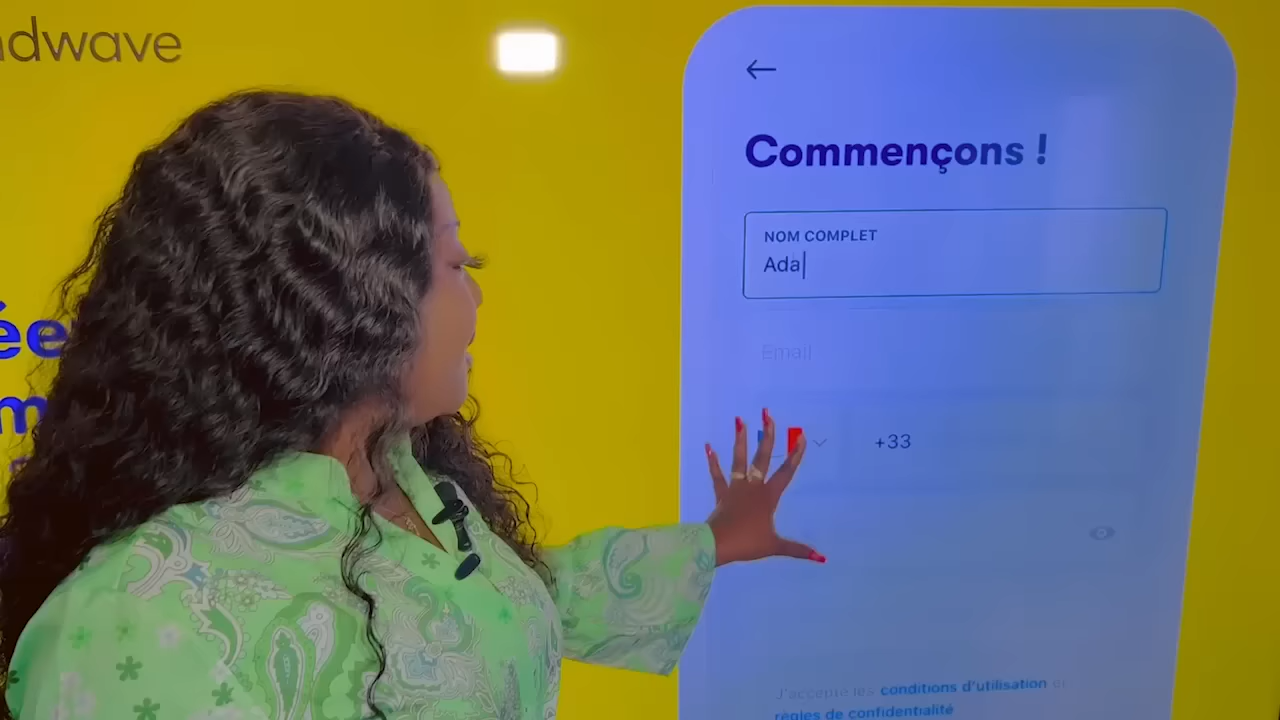 dwave
Commençons !
NOM COMPLET
Ada
Email
+33
J'accepte les conditions d'utilisation et
règles de confidentialité